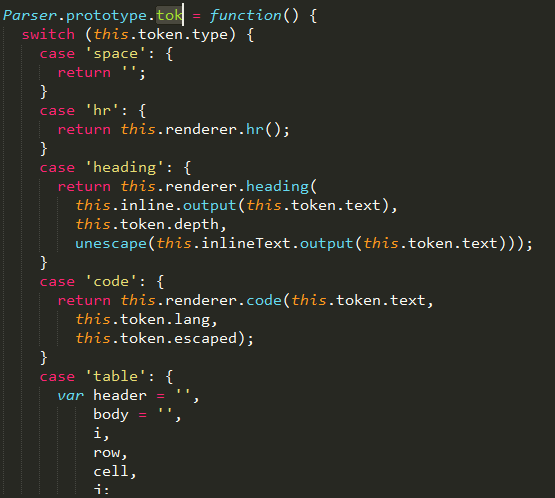 Parser.prototype.tok = function() {
  switch (this.token.type) {
    case 'space': {
      return '';
    }
    case 'hr': {
      return this.renderer.hr();
    }
    case 'heading': {
      return this.renderer.heading(
        this.inline.output(this.token.text),
        this.token.depth,
        unescape(this.inlineText.output(this.token.text)));
    }
    case 'code': {
      return this.renderer.code(this.token.text,
        this.token.lang,
        this.token.escaped);
    }
    case 'table': {
      var header = '',
          body = '',
          i,
          row,
          cell,
          j;